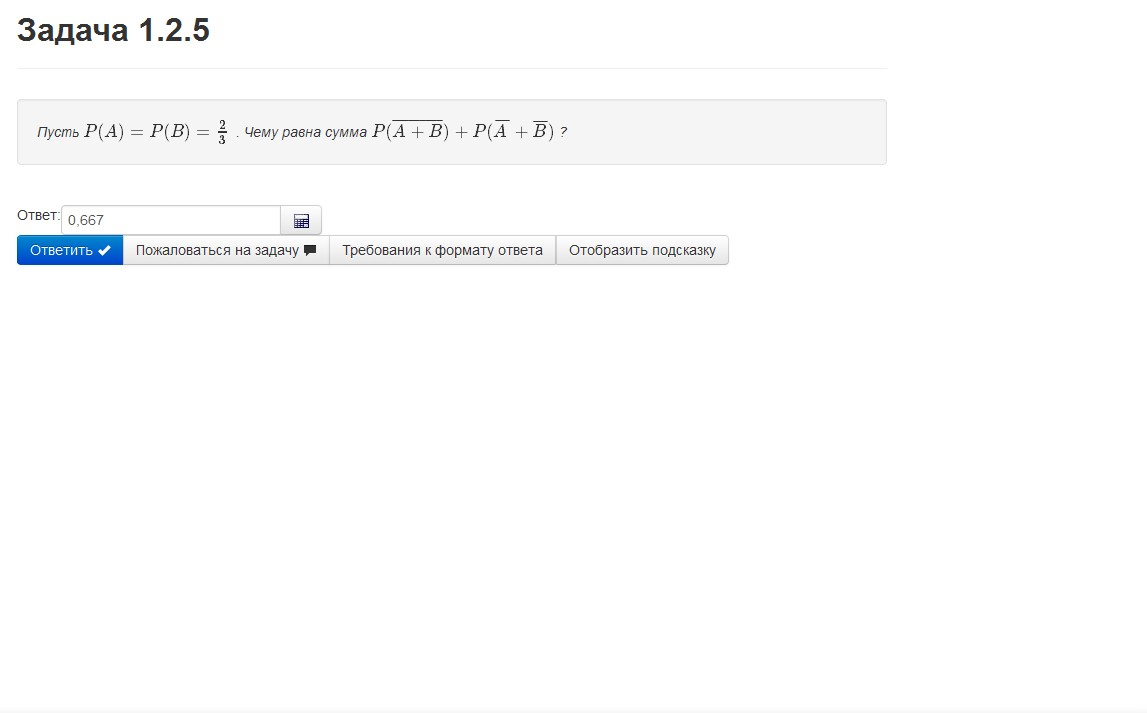 Задача 1.2.5
Пусть $P(A) = P(B) = \frac{2}{3}$ . Чему равна сумма $P(\overline{A + B}) + P(\overline{A} + \overline{B})$ ?
Ответ: 0,667
Ответить Пожаловаться на задачу Требования к формату ответа Отобразить подсказку